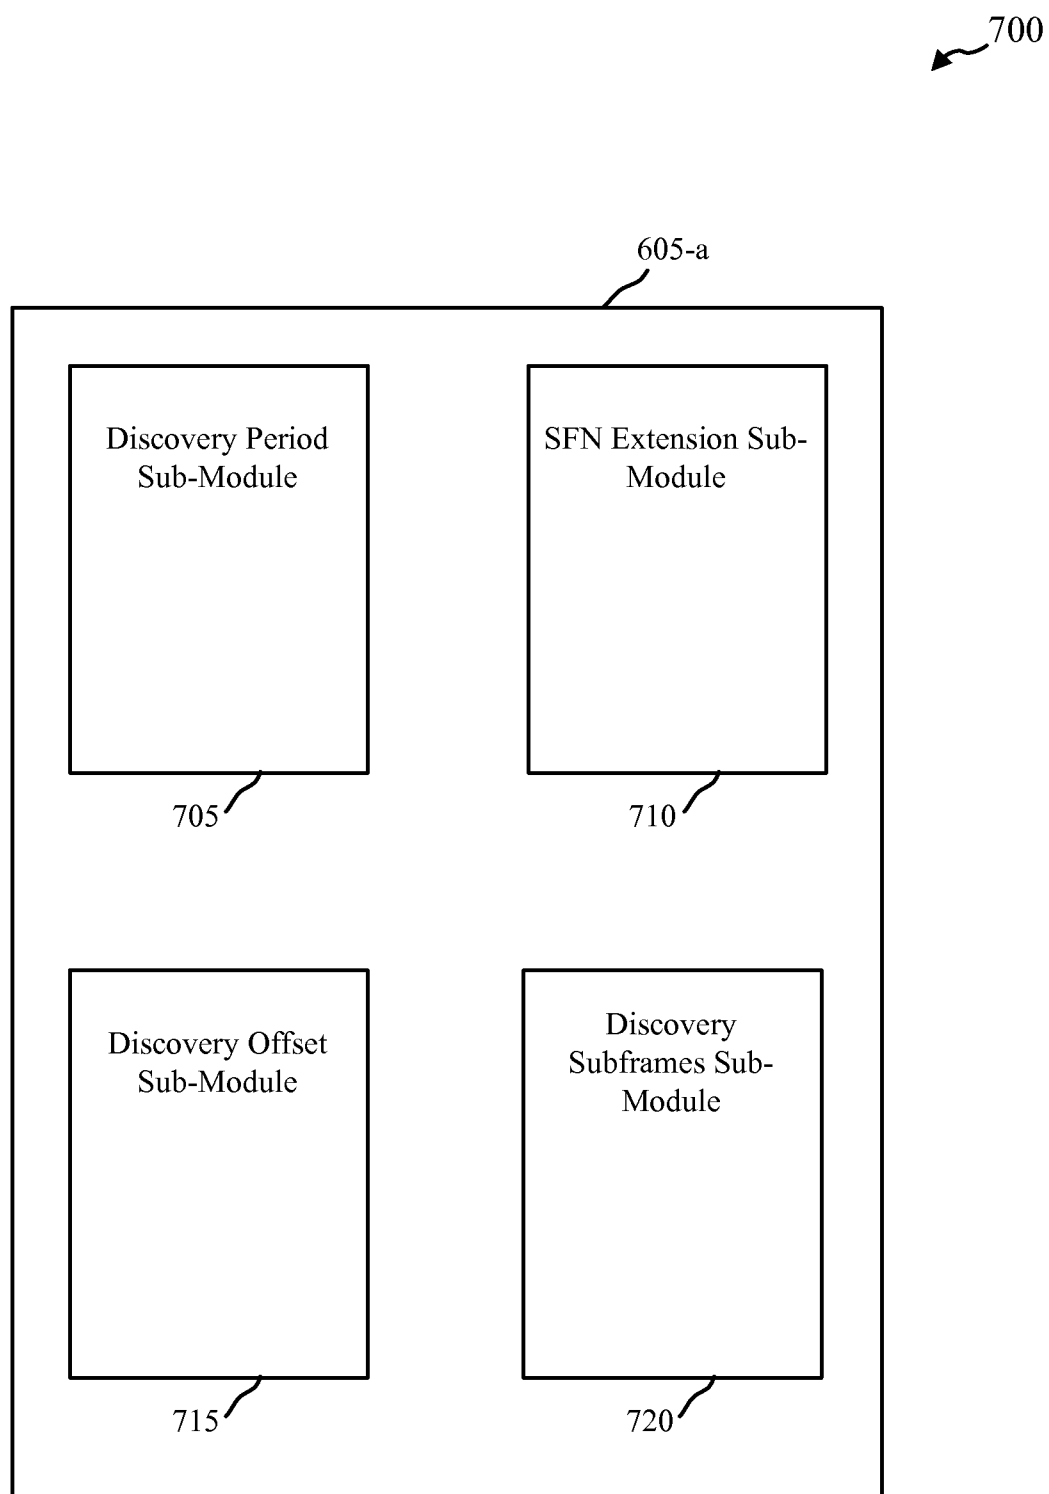 700
605-a
Discovery Period
Sub-Module
SFN Extension Sub-
Module
705
710
Discovery Offset
Sub-Module
Discovery
Subframes Sub-
Module
715
720